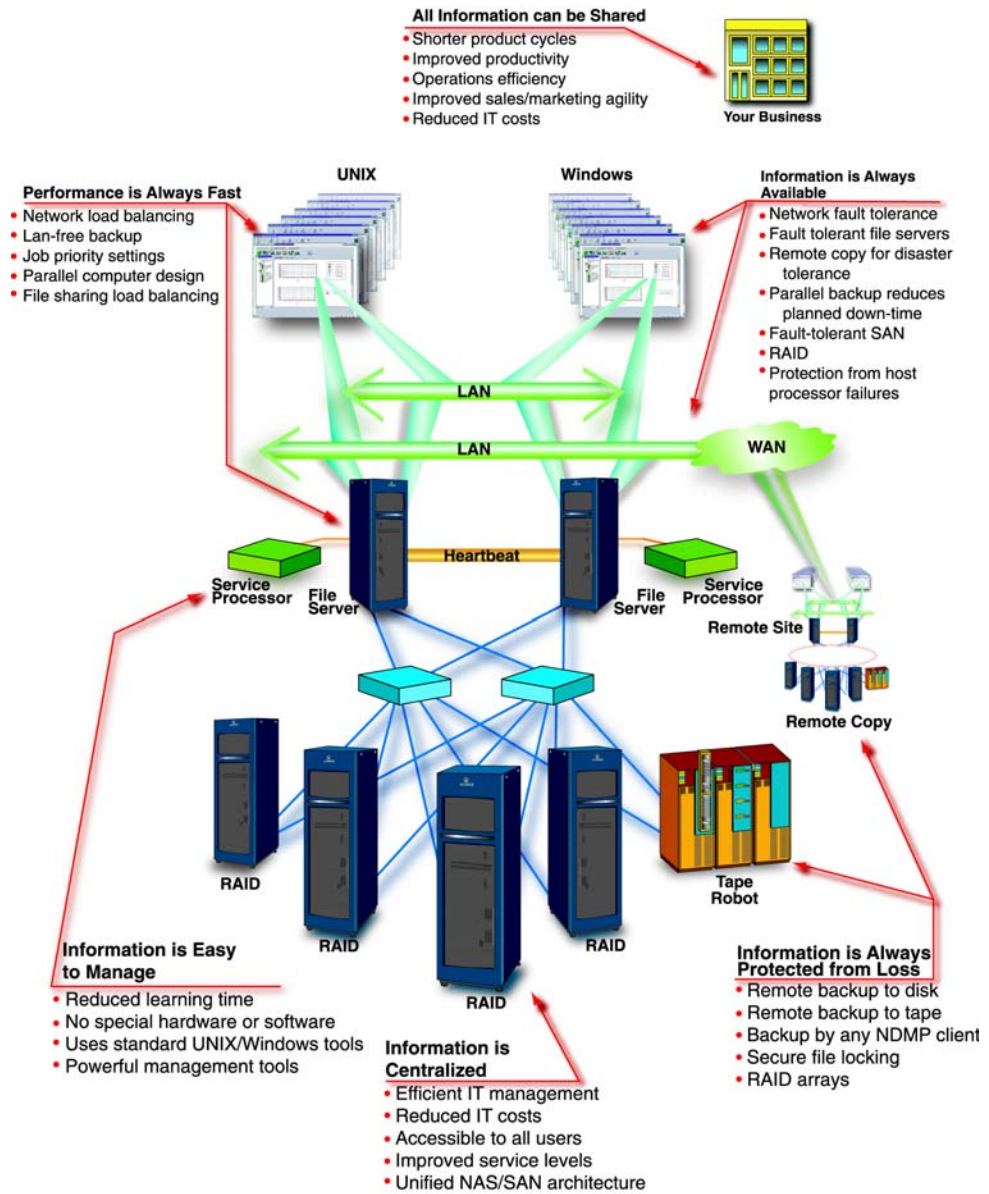 All Information can be Shared
• Shorter product cycles
• Improved productivity
• Operations efficiency
• Improved sales/marketing agility
• Reduced IT costs
Your Business
UNIX
Windows
Performance is Always Fast
• Network load balancing
• Lan-free backup
• Job priority settings
• Parallel computer design
• File sharing load balancing
Information is Always
Available
• Network fault tolerance
• Fault tolerant file servers
• Remote copy for disaster
tolerance
• Parallel backup reduces
planned down-time
• Fault-tolerant SAN
• RAID
• Protection from host
processor failures
LAN
LAN
WAN
Heartbeat
Service
Processor
File
Server
File
Server
Service
Processor
Remote Site
Remote Copy
RAID
RAID
RAID
RAID
Tape
Robot
Information is Easy
to Manage
• Reduced learning time
• No special hardware or software
• Uses standard UNIX/Windows tools
• Powerful management tools
Information is
Centralized
• Efficient IT management
• Reduced IT costs
• Accessible to all users
• Improved service levels
• Unified NAS/SAN architecture
Information is Always
Protected from Loss
• Remote backup to disk
• Remote backup to tape
• Backup by any NDMP client
• Secure file locking
• RAID arrays